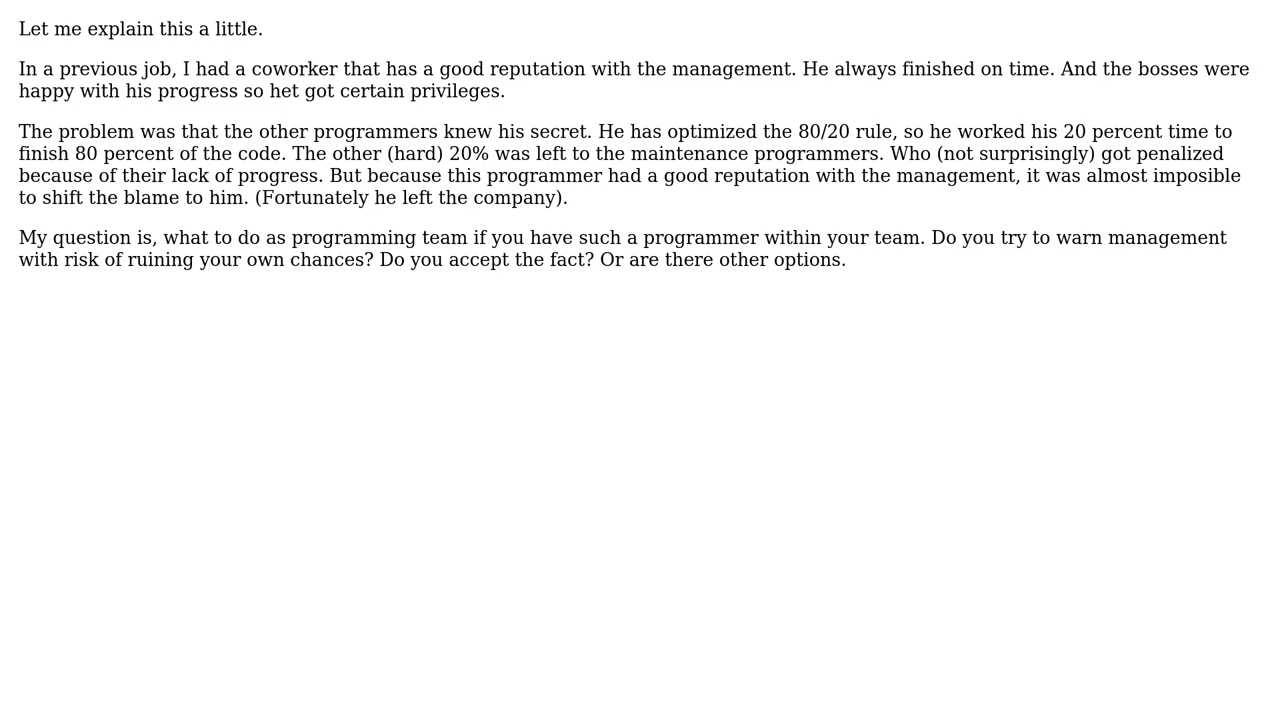 Let me explain this a little.
In a previous job, I had a coworker that has a good reputation with the management. He always finished on time. And the bosses were
happy with his progress so het got certain privileges.
The problem was that the other programmers knew his secret. He has optimized the 80/20 rule, so he worked his 20 percent time to
finish 80 percent of the code. The other (hard) 20% was left to the maintenance programmers. Who (not surprisingly) got penalized
because of their lack of progress. But because this programmer had a good reputation with the management, it was almost imposible
to shift the blame to him. (Fortunately he left the company).
My question is, what to do as programming team if you have such a programmer within your team. Do you try to warn management
with risk of ruining your own chances? Do you accept the fact? Or are there other options.